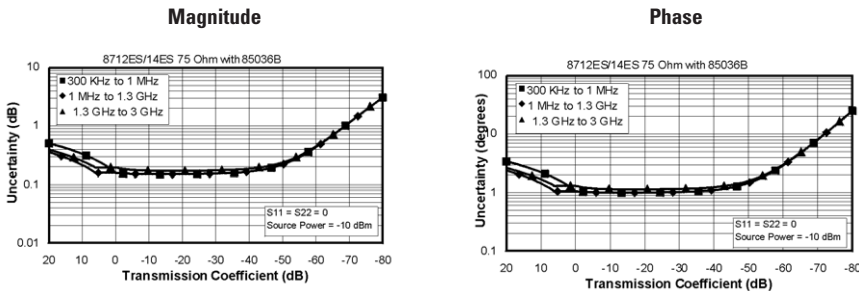 Magnitude
8712ES/14ES 75 Ohm with 85036B
10
1
0.1
0.01
Uncertainty (dB)
300 KHz to 1 MHz
1 MHz to 1.3 GHz
1.3 GHz to 3 GHz
S11 = S22 = 0
Source Power = -10 dBm
20 10 0 -10 -20 -30 -40 -50 -60 -70 -80
Transmission Coefficient (dB)
Phase
8712ES/14ES 75 Ohm with 85036B
100
10
1
0.1
Uncertainty (degrees)
300 KHz to 1 MHz
1 MHz to 1.3 GHz
1.3 GHz to 3 GHz
S11 = S22 = 0
Source Power = -10 dBm
20 10 0 -10 -20 -30 -40 -50 -60 -70 -80
Transmission Coefficient (dB)